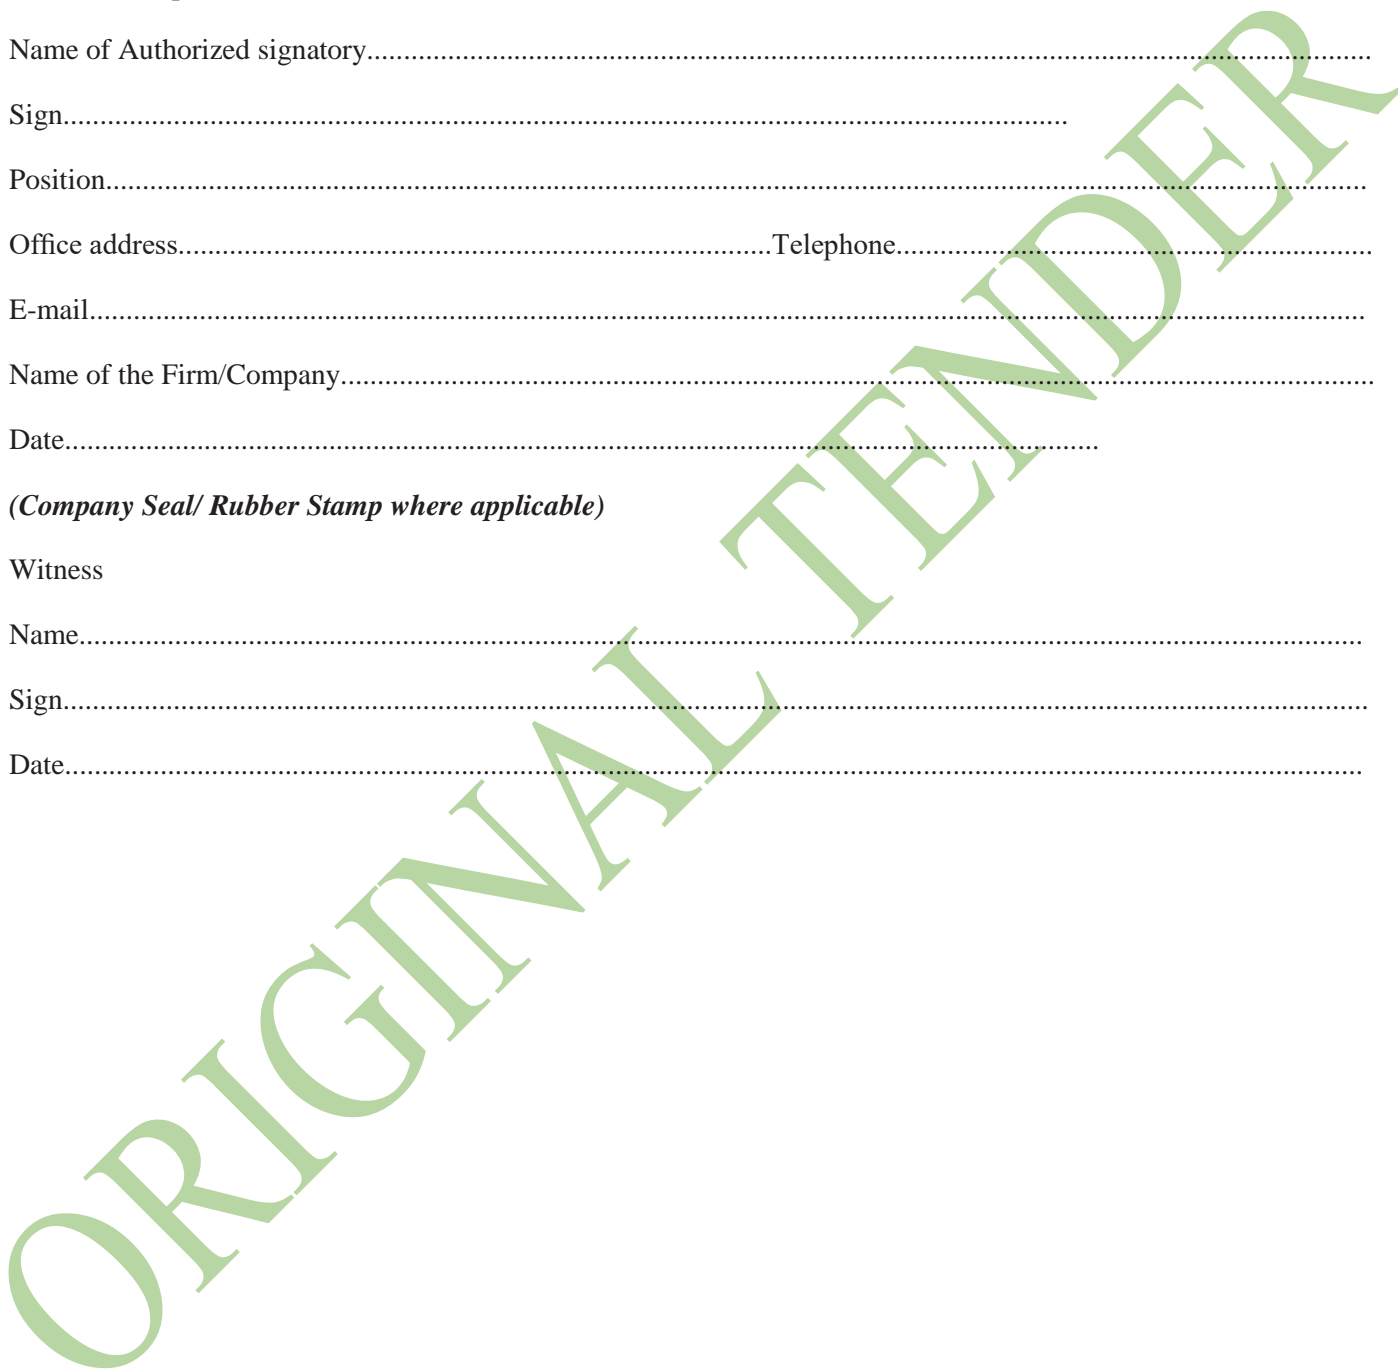 Name of Authorized signatory..........................................................................................................................................
Sign..........................................................................................................................................
Position..........................................................................................................................................
Office address................................................................................Telephone................................................................
E-mail..........................................................................................................................................
Name of the Firm/Company..........................................................................................................................................
Date..........................................................................................................................................
(Company Seal/ Rubber Stamp where applicable)
Witness
Name..........................................................................................................................................
Sign..........................................................................................................................................
Date..........................................................................................................................................
ORIGINAL TENDER